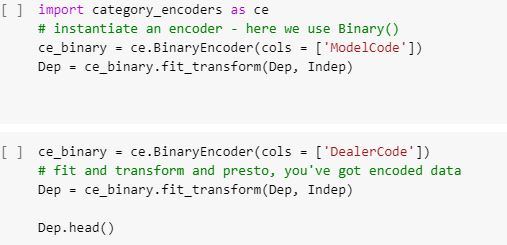 [ ] import category_encoders as ce
# instantiate an encoder - here we use Binary()
ce_binary = ce.BinaryEncoder(cols = ['ModelCode'])
Dep = ce_binary.fit_transform(Dep, Indep)
[ ] ce_binary = ce.BinaryEncoder(cols = ['DealerCode'])
# fit and transform and presto, you've got encoded data
Dep = ce_binary.fit_transform(Dep, Indep)
Dep.head()